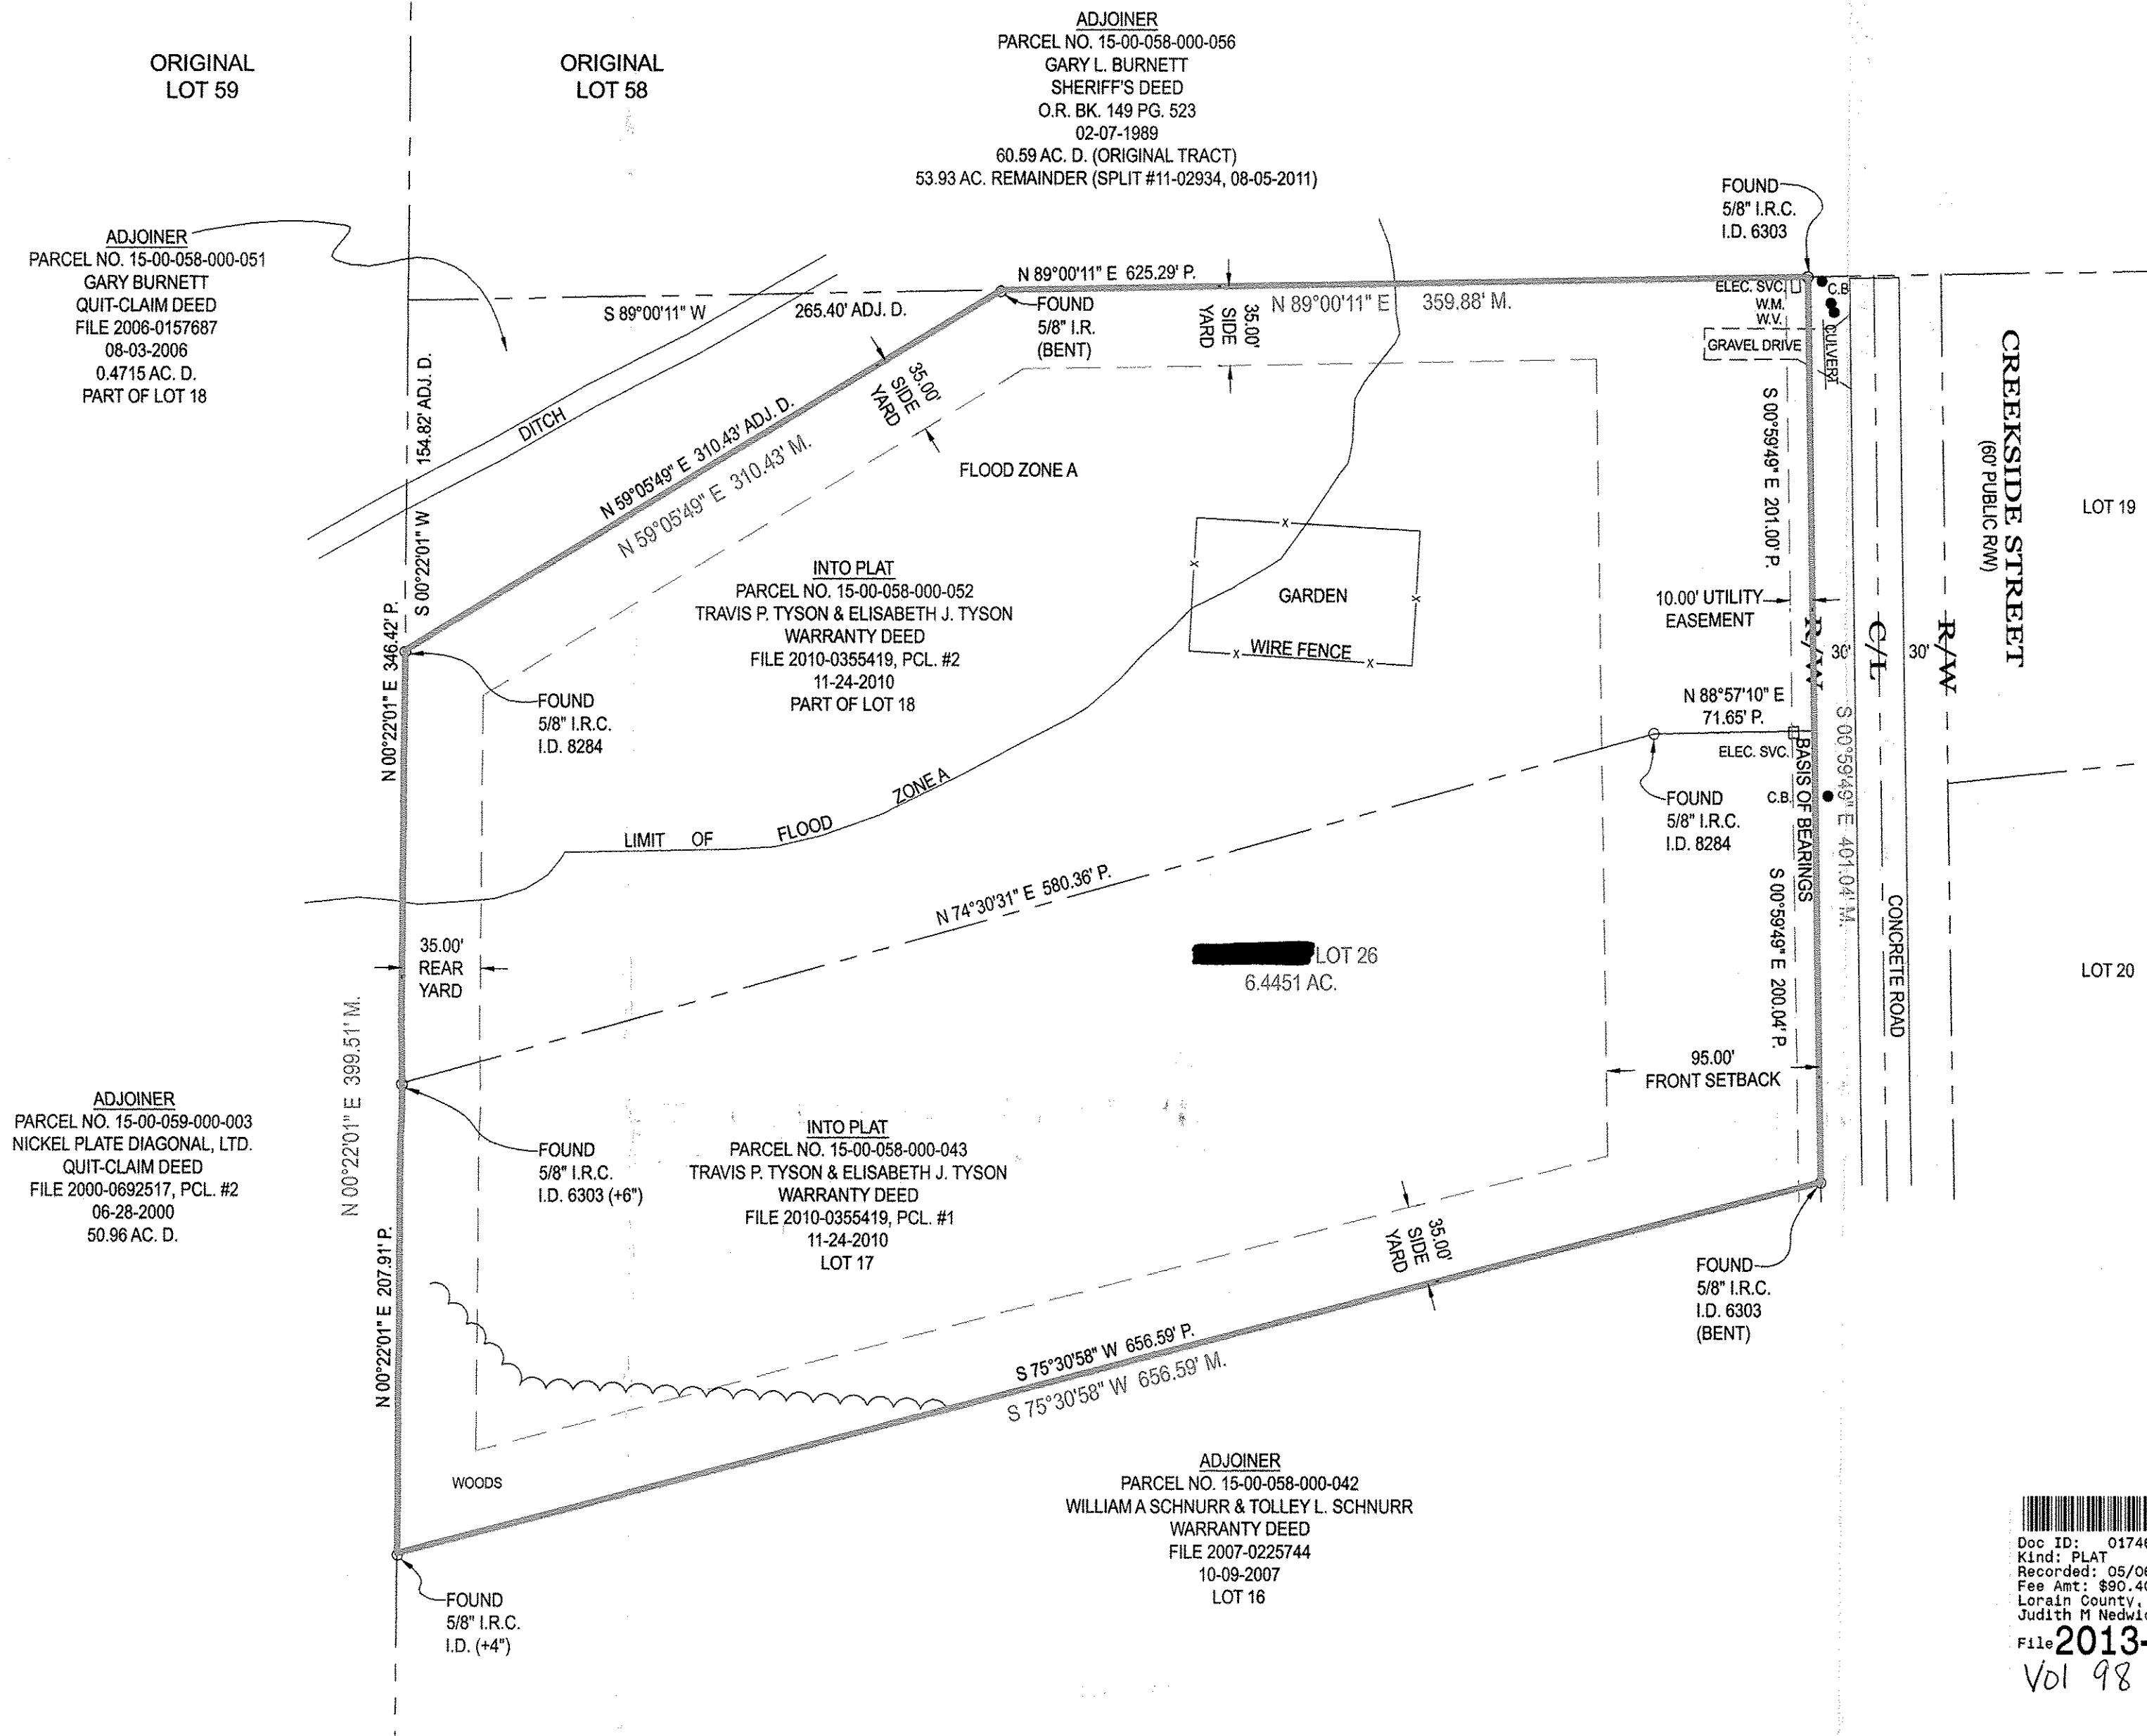 ORIGINAL
LOT 59
ORIGINAL
LOT 58
ADJOINER
PARCEL NO. 15-00-058-000-056
GARY L. BURNETT
SHERIFF'S DEED
O.R. BK. 149 PG. 523
02-07-1989
60.59 AC. D. (ORIGINAL TRACT)
53.93 AC. REMAINDER (SPLIT #11-02934, 08-05-2011)
FOUND
5/8" I.R.C.
I.D. 6303
ADJOINER
PARCEL NO. 15-00-058-000-051
GARY BURNETT
QUIT-CLAIM DEED
FILE 2006-0157687
08-03-2006
0.4715 AC. D.
PART OF LOT 18
S 89°00'11" W 265.40' ADJ. D.
N 89°00'11" E 625.29' P.
N 89°00'11" E 359.88' M.
FOUND
5/8" I.R.
(BENT)
35.00'
SIDE
YARD
ELEC. SVC.
C.B
W.M.
W.V.
GRAVEL DRIVE
CULVERT
CREEKSIDE STREET
(60' PUBLIC R/W)
S 00°22'01" W 154.82' ADJ. D.
DITCH
N 59°05'49" E 310.43' ADJ. D.
N 59°05'49" E 310.43' M.
35.00'
SIDE
YARD
FLOOD ZONE A
S 00°59'49" E 201.00' P.
LOT 19
INTO PLAT
PARCEL NO. 15-00-058-000-052
TRAVIS P. TYSON & ELISABETH J. TYSON
WARRANTY DEED
FILE 2010-0355419, PCL. #2
11-24-2010
PART OF LOT 18
X
X
GARDEN
X
X
WIRE FENCE
X
10.00' UTILITY
EASEMENT
R/W
30'
C/L
30'
R/W
N 00°22'01" E 346.42' P.
FOUND
5/8" I.R.C.
I.D. 8284
N 88°57'10" E
71.65' P.
ELEC. SVC.
FOUND
5/8" I.R.C.
I.D. 8284
C.B.
BASIS OF BEARINGS
S 00°59'49" E 401.04' M.
LIMIT OF FLOOD ZONE A
N 74°30'31" E 580.36' P.
S 00°59'49" E 200.04' P.
CONCRETE ROAD
LOT 20
35.00'
REAR
YARD
LOT 26
6.4451 AC.
N 00°22'01" E 399.51' M.
95.00'
FRONT SETBACK
ADJOINER
PARCEL NO. 15-00-059-000-003
NICKEL PLATE DIAGONAL, LTD.
QUIT-CLAIM DEED
FILE 2000-0692517, PCL. #2
06-28-2000
50.96 AC. D.
FOUND
5/8" I.R.C.
I.D. 6303 (+6")
INTO PLAT
PARCEL NO. 15-00-058-000-043
TRAVIS P. TYSON & ELISABETH J. TYSON
WARRANTY DEED
FILE 2010-0355419, PCL. #1
11-24-2010
LOT 17
35.00'
SIDE
YARD
FOUND
5/8" I.R.C.
I.D. 6303
(BENT)
N 00°22'01" E 207.91' P.
S 75°30'58" W 656.59' P.
S 75°30'58" W 656.59' M.
WOODS
ADJOINER
PARCEL NO. 15-00-058-000-042
WILLIAM A SCHNURR & TOLLEY L. SCHNURR
WARRANTY DEED
FILE 2007-0225744
10-09-2007
LOT 16
FOUND
5/8" I.R.C.
I.D. (+4")
Doc ID:
Kind: PLAT
Recorded:
Fee Amt: $90.40
Lorain County,
Judith M
File 2013-
Vol 98